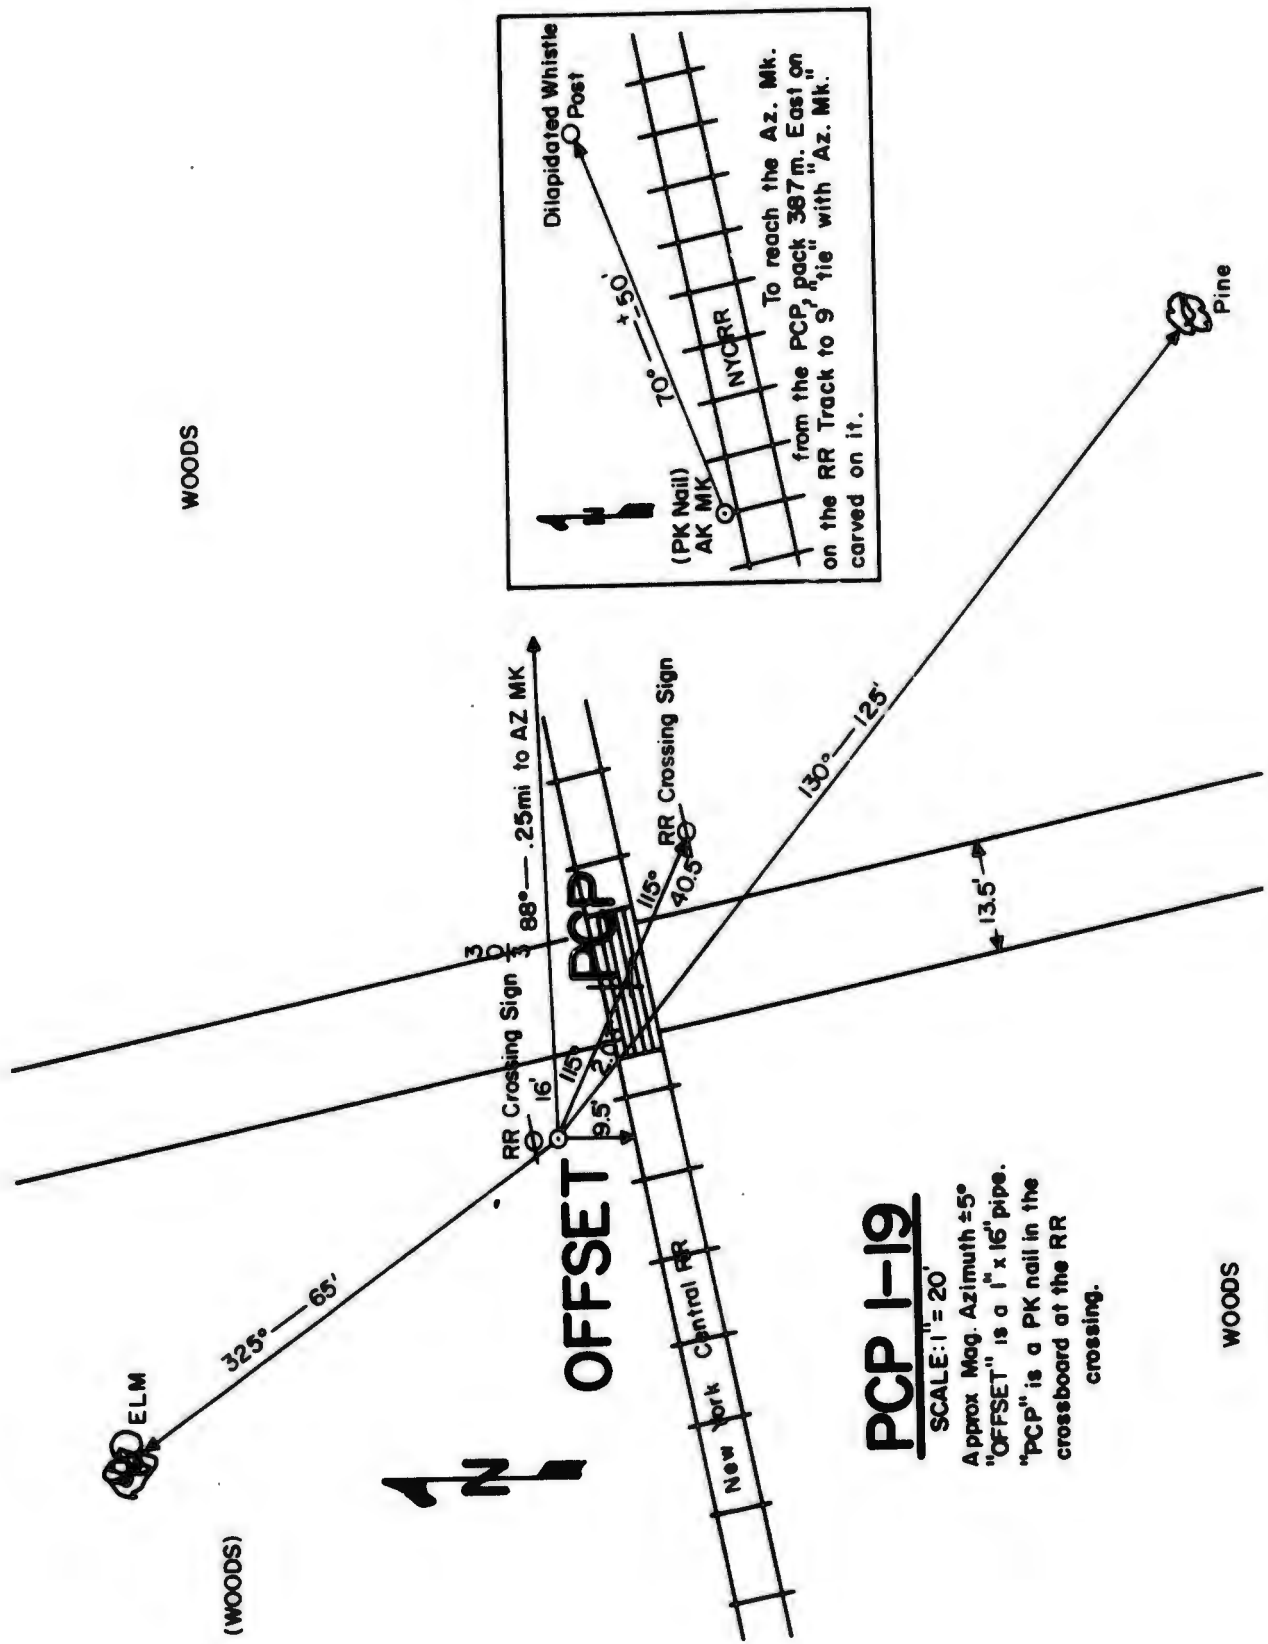 WOODS
(WOODS)
ELM
325° — 65'
OFFSET
RR Crossing Sign
16'
88° — .25mi to AZ MK
115°
9.5'
PCP
115°
40.5'
RR Crossing Sign
130° — 125'
13.5'
New York Central RR
Pine
WOODS
N
PCP I-19
SCALE: 1" = 20'
Approx Mag. Azimuth ±5°
"OFFSET" is a 1" x 16" pipe.
"PCP" is a PK nail in the
crossboard at the RR
crossing.
Dilapidated Whistle
Post
70° — ± 50'
N
(PK Nail)
AK MK
NYCRR
To reach the Az. Mk.
from the PCP, pack 387m. East on
on the RR Track to 9' "tie" with "Az. Mk."
carved on it.